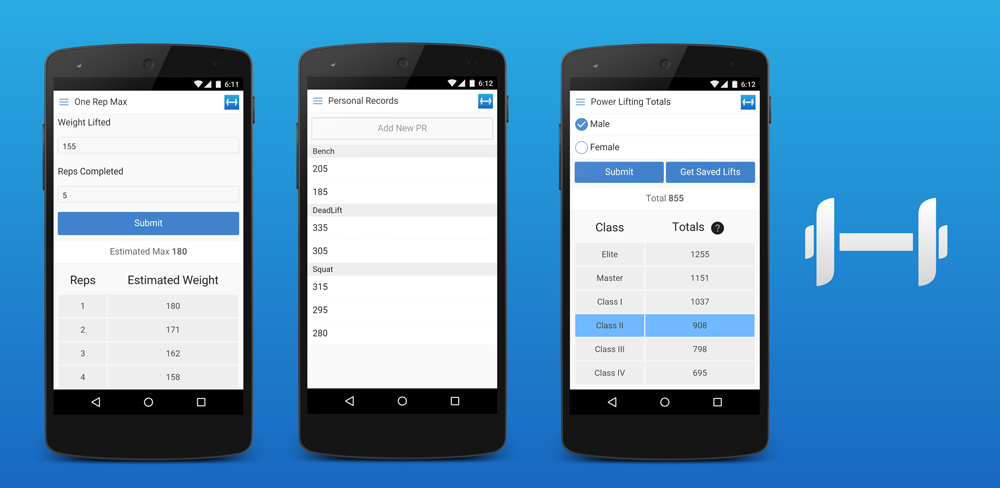 6:11
One Rep Max
Weight Lifted
155
Reps Completed
5
Submit
Estimated Max 180
Reps Estimated Weight
1 180
2 171
3 162
4 158
6:12
Personal Records
Add New PR
Bench
205
185
DeadLift
335
305
Squat
315
295
280
6:12
Power Lifting Totals
Male
Female
Submit Get Saved Lifts
Total 855
Class Totals ?
Elite 1255
Master 1151
Class I 1037
Class II 908
Class III 798
Class IV 695